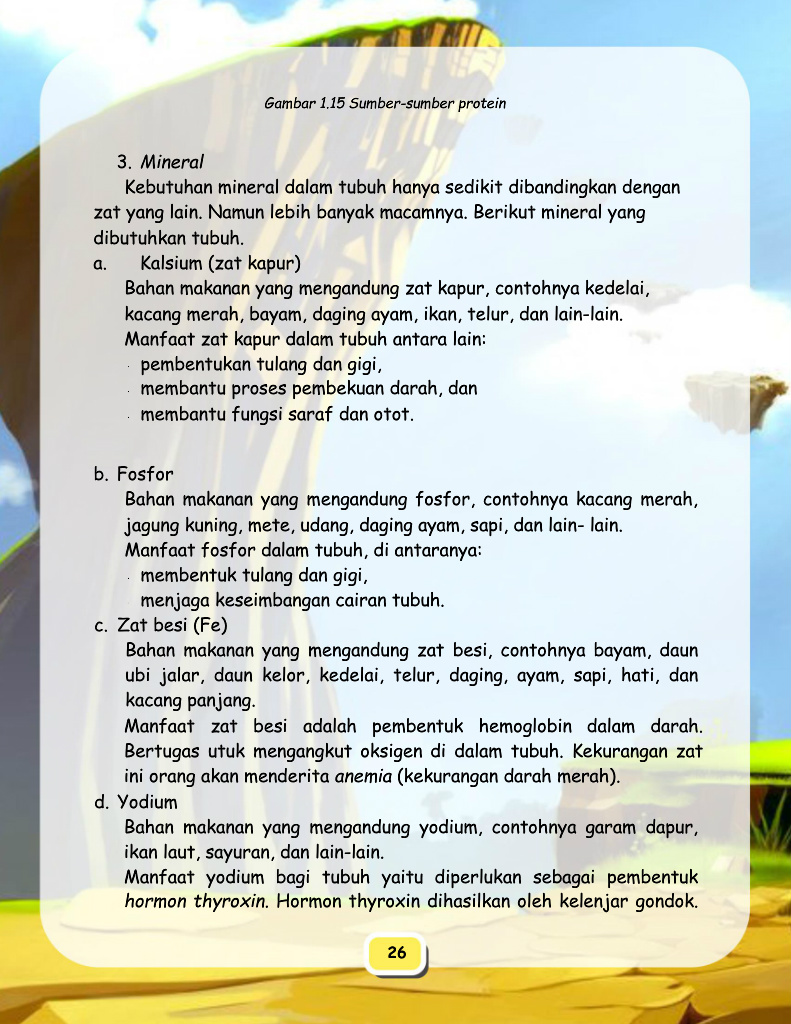 Gambar 1.15 Sumber-sumber protein
3. Mineral
Kebutuhan mineral dalam tubuh hanya sedikit dibandingkan dengan
zat yang lain. Namun lebih banyak macamnya. Berikut mineral yang
dibutuhkan tubuh.
a. Kalsium (zat kapur)
Bahan makanan yang mengandung zat kapur, contohnya kedelai,
kacang merah, bayam, daging ayam, ikan, telur, dan lain-lain.
Manfaat zat kapur dalam tubuh antara lain:
· pembentukan tulang dan gigi,
· membantu proses pembekuan darah, dan
· membantu fungsi saraf dan otot.
b. Fosfor
Bahan makanan yang mengandung fosfor, contohnya kacang merah,
jagung kuning, mete, udang, daging ayam, sapi, dan lain- lain.
Manfaat fosfor dalam tubuh, di antaranya:
· membentuk tulang dan gigi,
· menjaga keseimbangan cairan tubuh.
c. Zat besi (Fe)
Bahan makanan yang mengandung zat besi, contohnya bayam, daun
ubi jalar, daun kelor, kedelai, telur, daging, ayam, sapi, hati, dan
kacang panjang.
Manfaat zat besi adalah pembentuk hemoglobin dalam darah.
Bertugas utuk mengangkut oksigen di dalam tubuh. Kekurangan zat
ini orang akan menderita anemia (kekurangan darah merah).
d. Yodium
Bahan makanan yang mengandung yodium, contohnya garam dapur,
ikan laut, sayuran, dan lain-lain.
Manfaat yodium bagi tubuh yaitu diperlukan sebagai pembentuk
hormon thyroxin. Hormon thyroxin dihasilkan oleh kelenjar gondok.
26